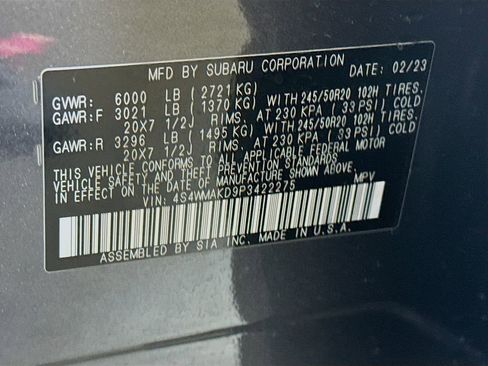 MFD BY SUBARU CORPORATION DATE: 02/23
GVWR: 6000 LB (2721 KG)
GAWR:F 3021 LB (1370 KG) WITH 245/50R20 102H TIRES.
20X7 1/2J RIMS, AT 230 KPA (33 PSI) COLD
GAWR:R 3296 LB (1495 KG) WITH 245/50R20 102H TIRES.
20X7 1/2J RIMS, AT 230 KPA (33 PSI) COLD
THIS VEHICLE CONFORMS TO ALL APPLICABLE FEDERAL MOTOR
VEHICLE SAFETY AND THEFT PREVENTION STANDARDS
IN EFFECT ON THE DATE OF MANUFACTURE SHOWN ABOVE.
VIN: 4S4WMAKD9P3422275 MPV
ASSEMBLED BY SIA INC. MADE IN U.S.A.